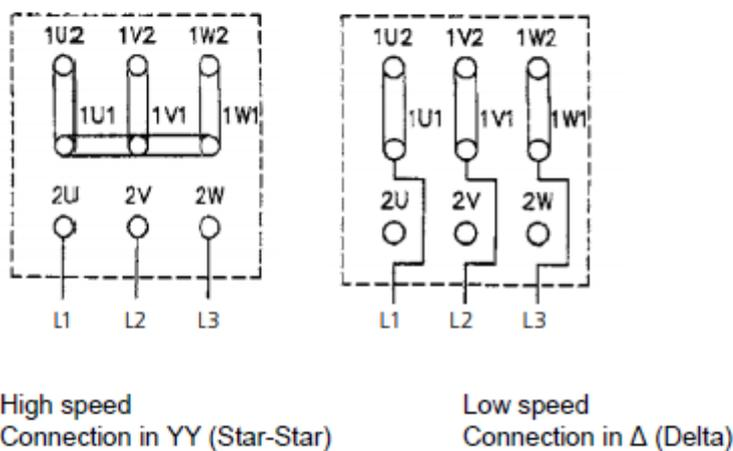 1U2 1V2 1W2
1U1 1V1 1W1
2U 2V 2W
L1 L2 L3
High speed
Connection in YY (Star-Star)
1U2 1V2 1W2
1U1 1V1 1W1
2U 2V 2W
L1 L2 L3
Low speed
Connection in Δ (Delta)